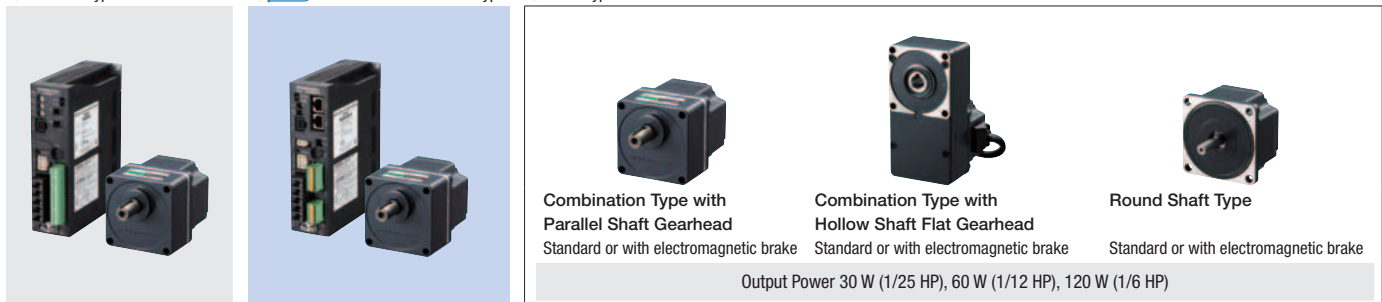 Combination Type with
Parallel Shaft Gearhead
Standard or with electromagnetic brake
Combination Type with
Hollow Shaft Flat Gearhead
Standard or with electromagnetic brake
Round Shaft Type
Standard or with electromagnetic brake
Output Power 30 W (1/25 HP), 60 W (1/12 HP), 120 W (1/6 HP)